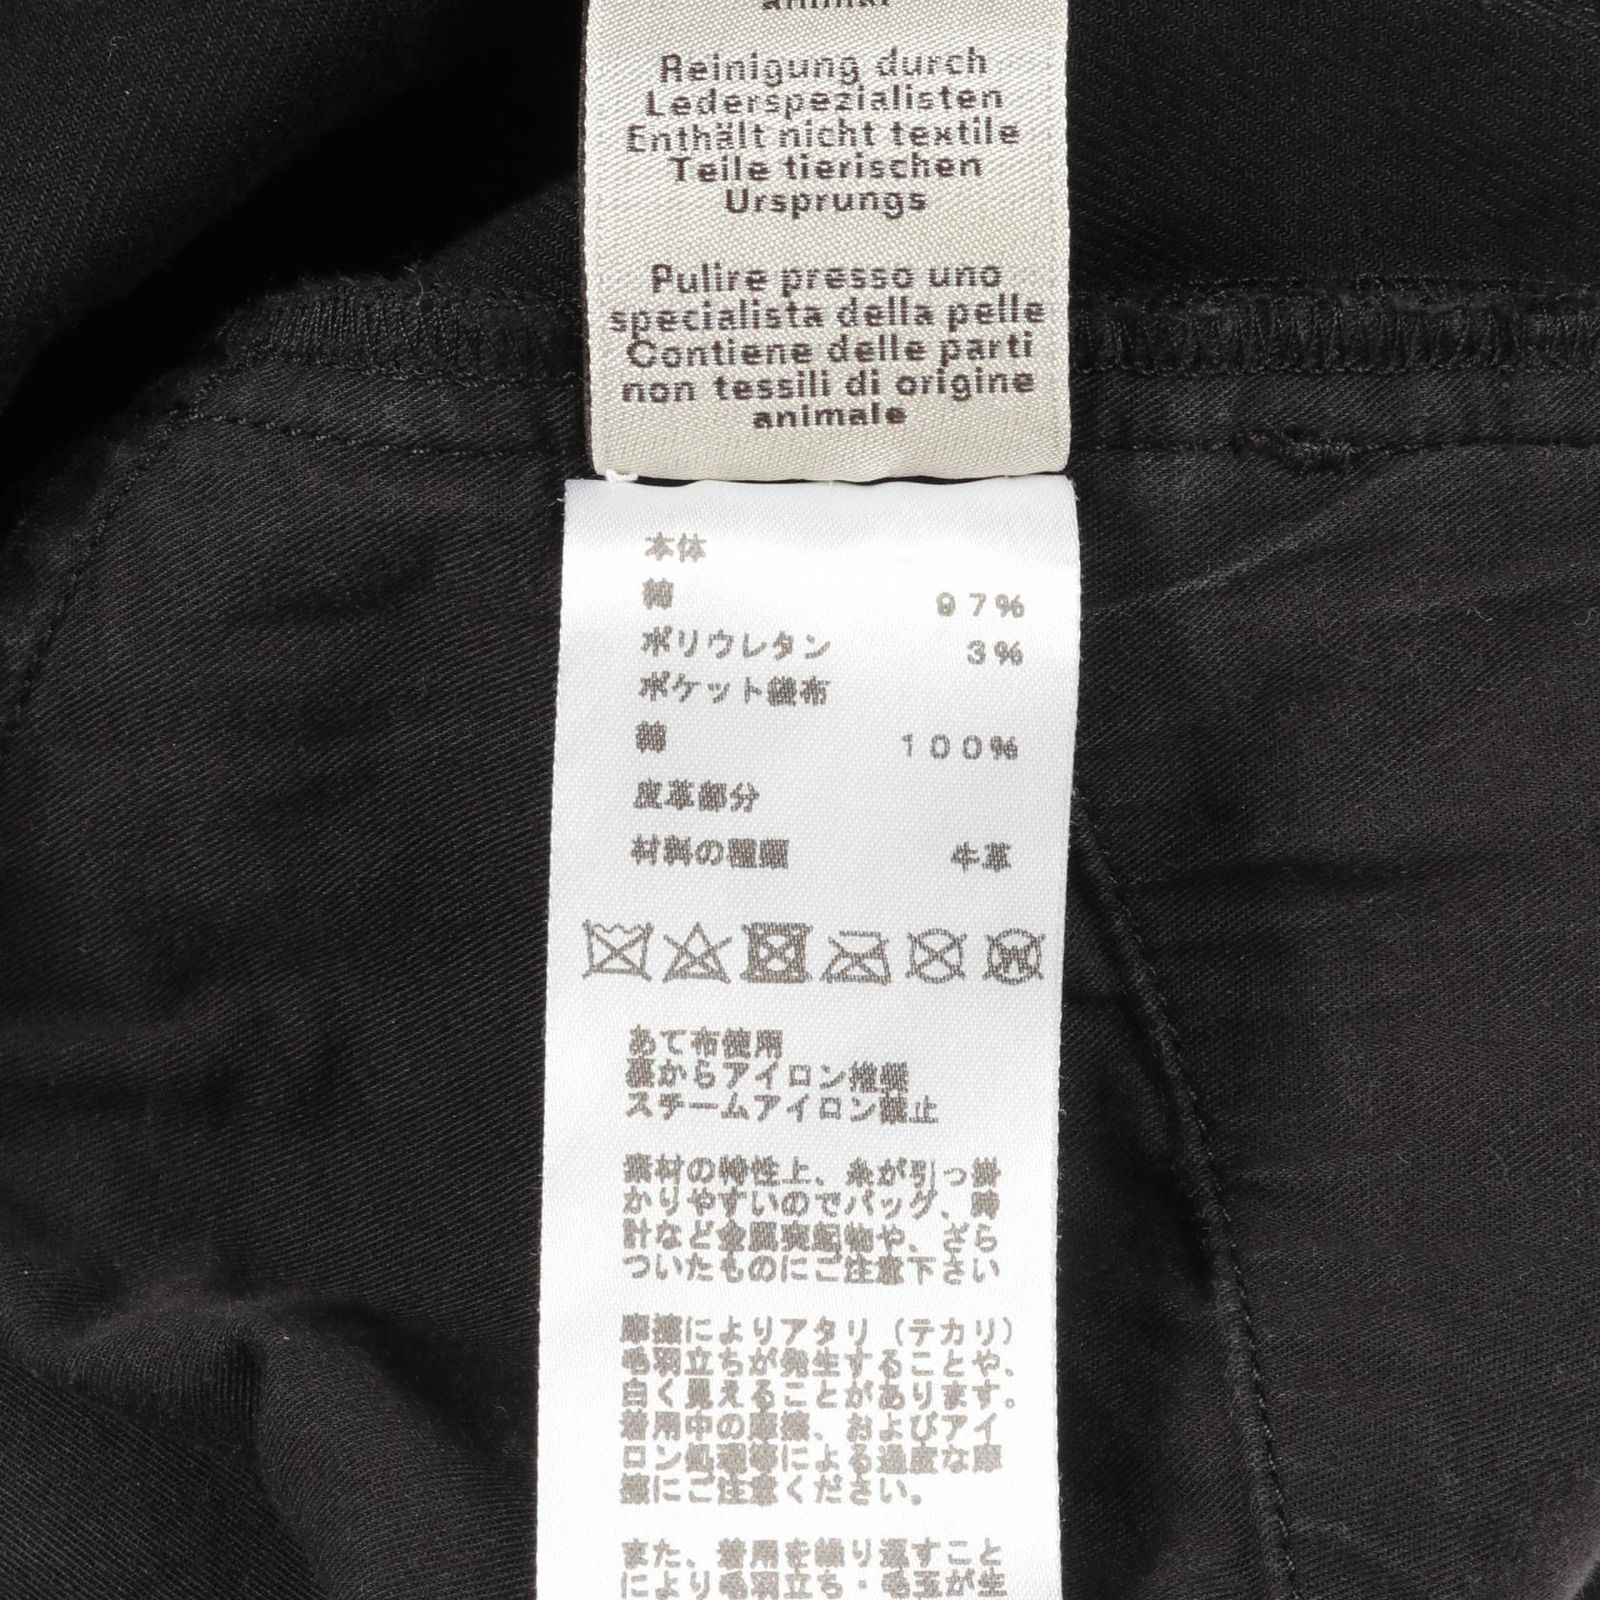 animal
Reinigung durch
Lederspezialisten
Enthält nicht textile
Teile tierischen
Ursprungs
Pulire presso uno
specialista della pelle
Contiene delle parti
non tessili di origine
animale
本体
綿 97%
ポリウレタン 3%
ポケット袋布
綿 100%
皮革部分
材料の種類 牛革
W
あて布使用
裏からアイロン推奨
スチームアイロン禁止
素材の特性上、糸が引っ掛
かりやすいのでバッグ、時
計など金属突起物や、ざら
ついたものにご注意下さい
摩擦によりアタリ(テカリ)
毛羽立ちが発生することや、
白く見えることがあります。
着用中の摩擦、およびアイ
ロン処理等による過度な摩
擦にご注意ください。
また、着用を繰り返すこと
により毛羽立ち・毛玉が生